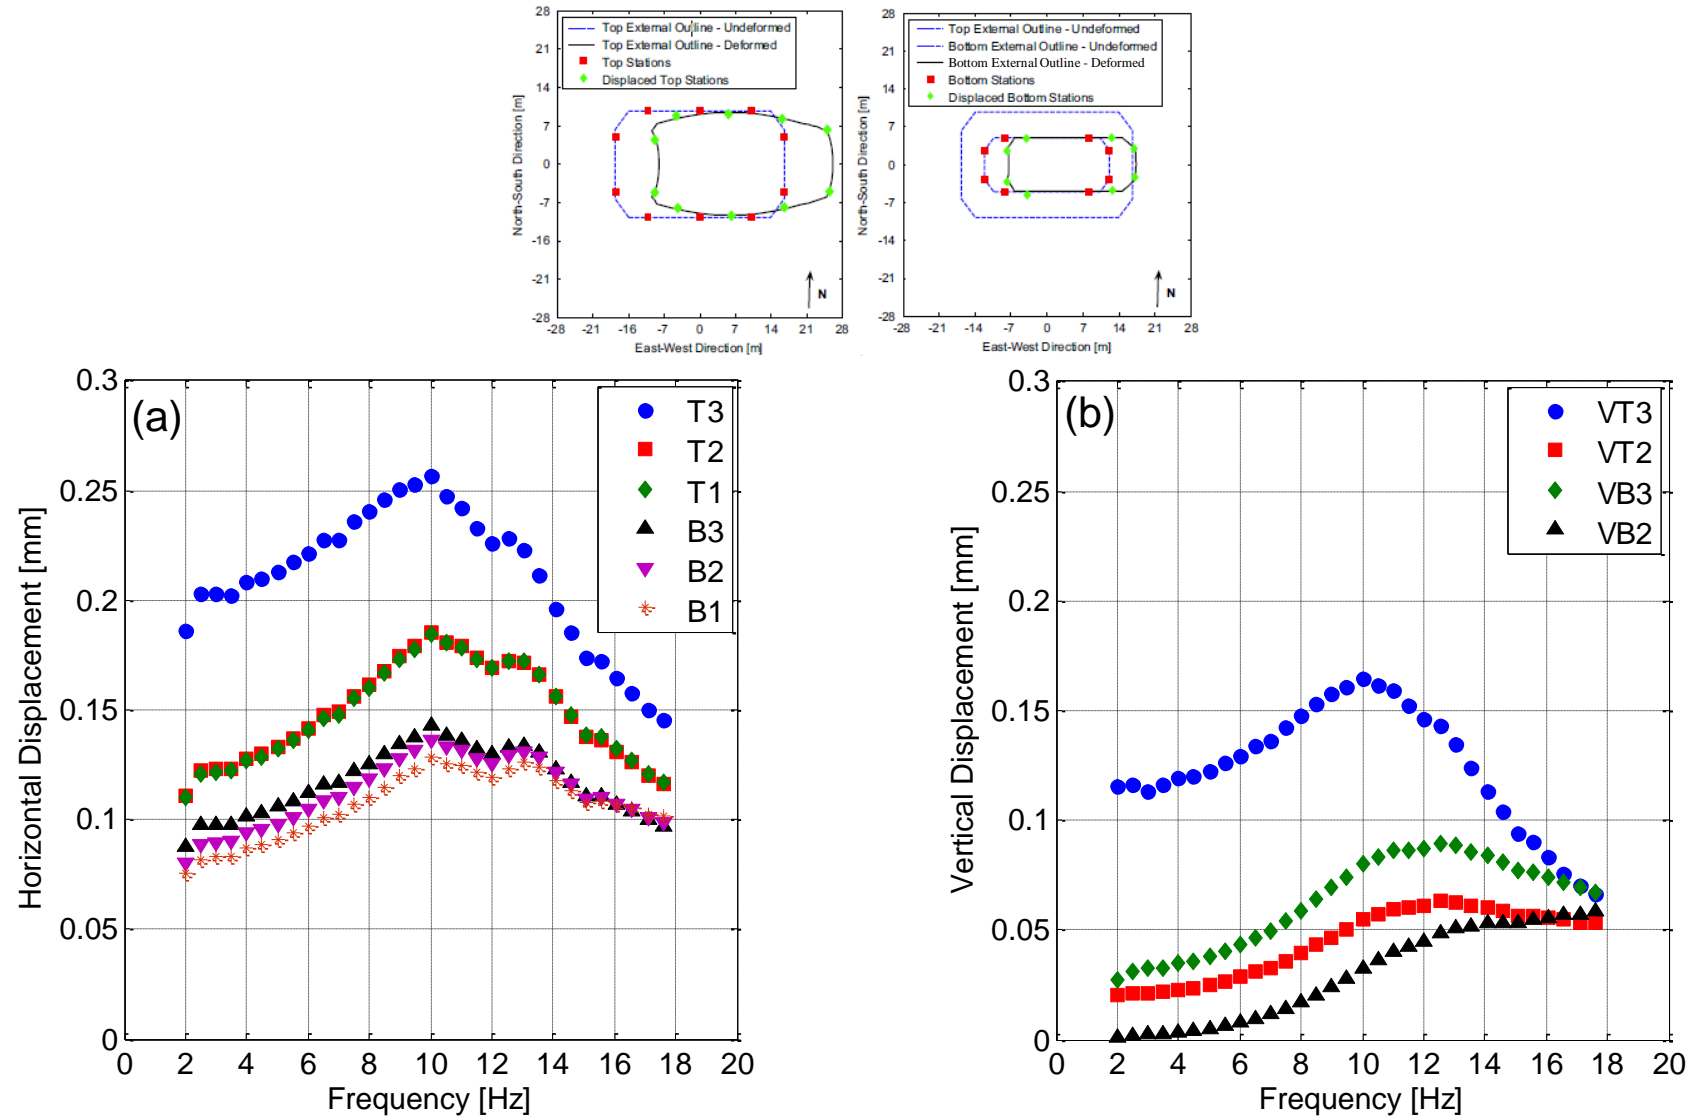 28
21
14
7
0
-7
-16
-21
-28
-28 -21 -16 -7 0 7 14 21 28
North-South Direction [m]
East-West Direction [m]
Top External Outline - Undeformed
Top External Outline - Deformed
Top Stations
Displaced Top Stations
N
28
21
14
7
0
-7
-14
-21
-28
-28 -21 -14 -7 0 7 14 21 28
North-South Direction [m]
East-West Direction [m]
Top External Outline - Undeformed
Bottom External Outline - Undeformed
Bottom External Outline - Deformed
Bottom Stations
Displaced Bottom Stations
N
(a)
0.3
0.25
0.2
0.15
0.1
0.05
0
0 2 4 6 8 10 12 14 16 18 20
Horizontal Displacement [mm]
Frequency [Hz]
T3
T2
T1
B3
B2
B1
(b)
0.3
0.25
0.2
0.15
0.1
0.05
0
0 2 4 6 8 10 12 14 16 18 20
Vertical Displacement [mm]
Frequency [Hz]
VT3
VT2
VB3
VB2